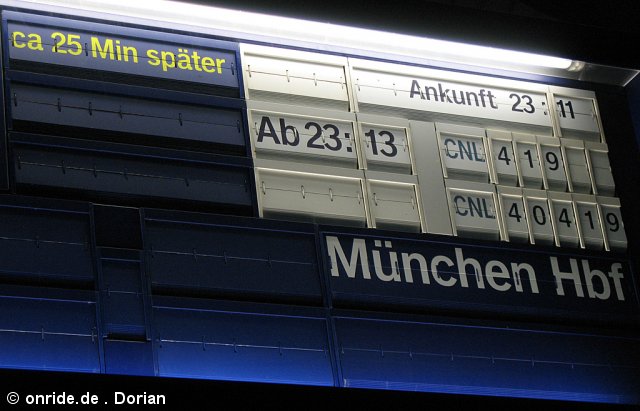 ca 25 Min später
Ankunft 23:11
Ab 23:13 CNL 419
CNL 40419
München Hbf
© onride.de . Dorian